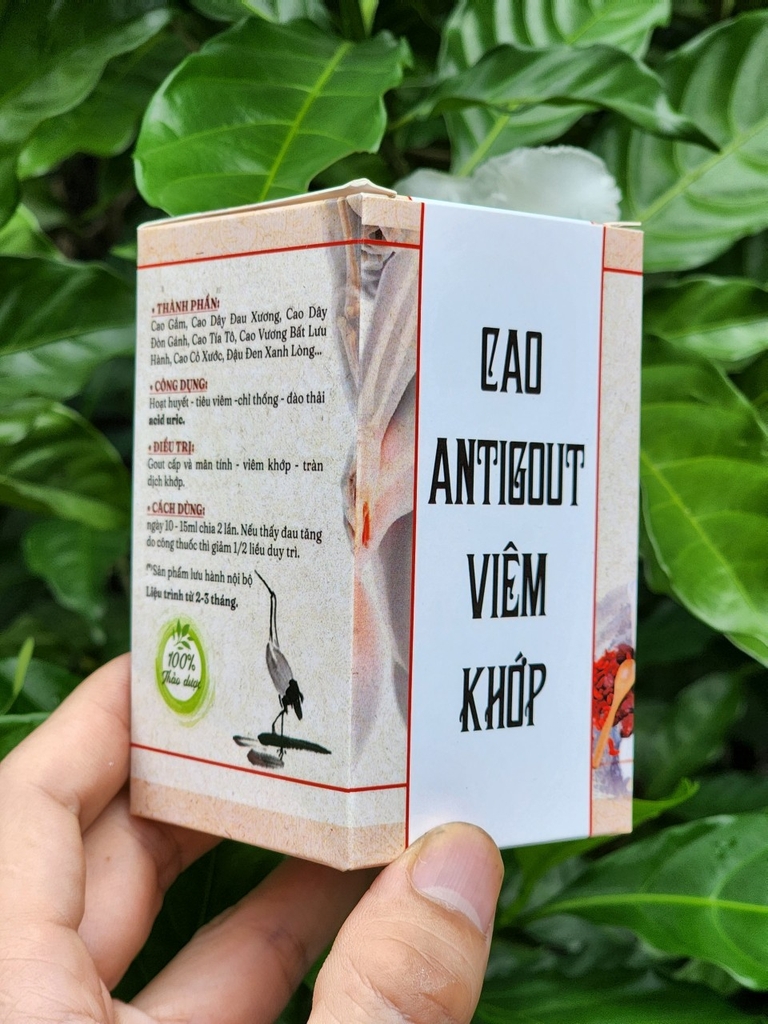 • THÀNH PHẦN:
Cao Gắm, Cao Dây Đau Xương, Cao Dây
Đòn Gánh, Cao Tía Tô, Cao Vương Bất Lưu
Hành, Cao Cỏ Xước, Đậu Đen Xanh Lòng...
• CÔNG DỤNG:
Hoạt huyết - tiêu viêm -chỉ thống - đào thải
acid uric.
• ĐIỀU TRỊ:
Gout cấp và mãn tính - viêm khớp - tràn
dịch khớp.
• CÁCH DÙNG:
ngày 10 - 15ml chia 2 lần. Nếu thấy đau tăng
do công thuốc thì giảm 1/2 liều duy trì.
(*)Sản phẩm lưu hành nội bộ
Liệu trình từ 2-3 tháng.
100%
Thảo dược
CAO
ANTIGOUT
VIÊM
KHỚP